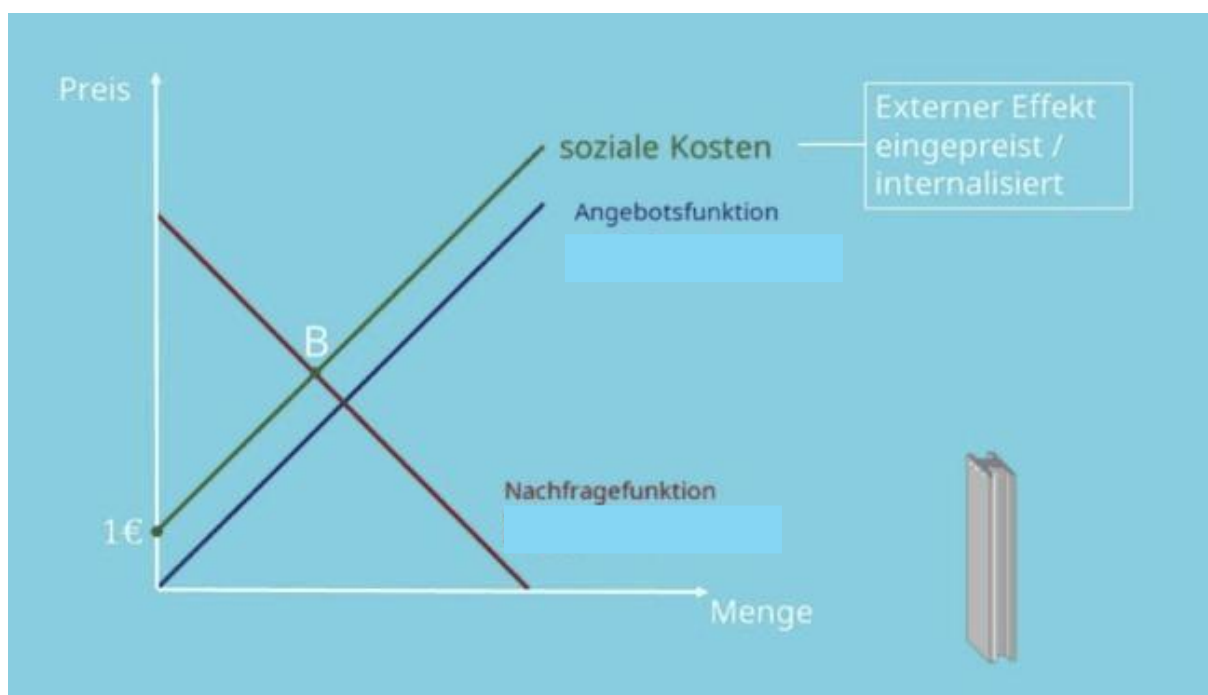 Preis
soziale Kosten
Externer Effekt
eingepreist /
internalisiert
Angebotsfunktion
B
Nachfragefunktion
1€
Menge